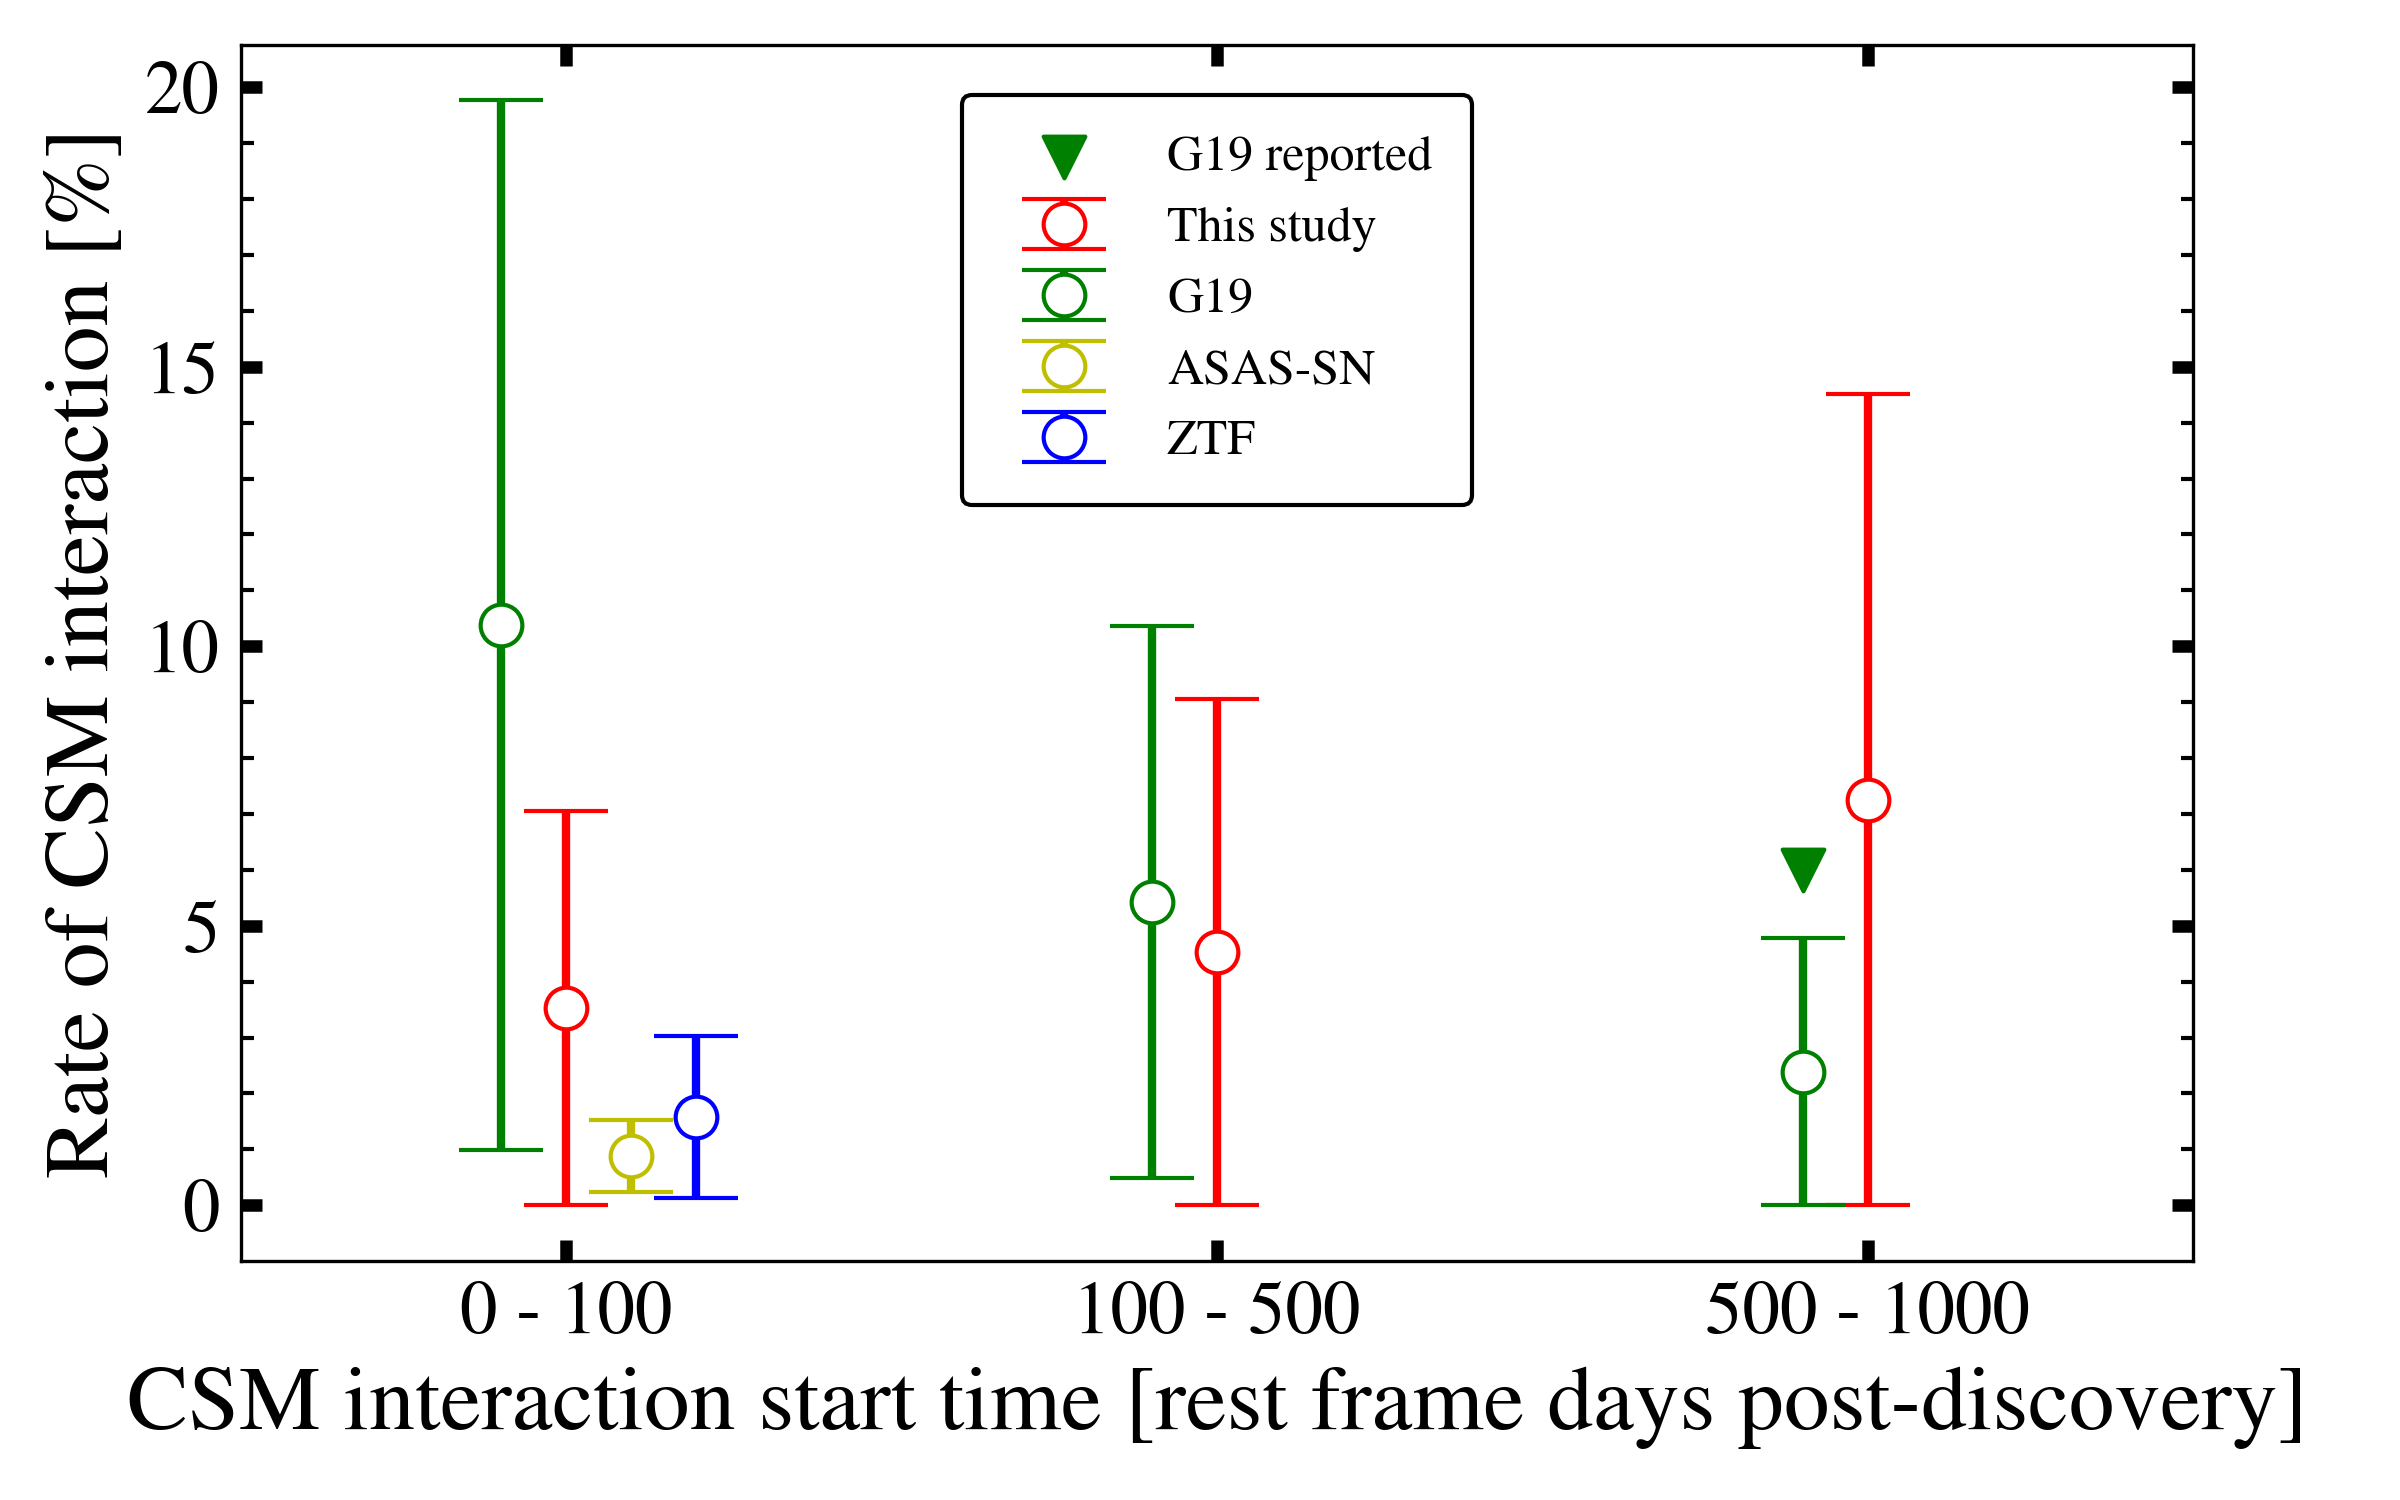 Rate of CSM interaction [%]
20
15
10
5
0
G19 reported
This study
G19
ASAS-SN
ZTF
0 - 100
100 - 500
500 - 1000
CSM interaction start time [rest frame days post-discovery]